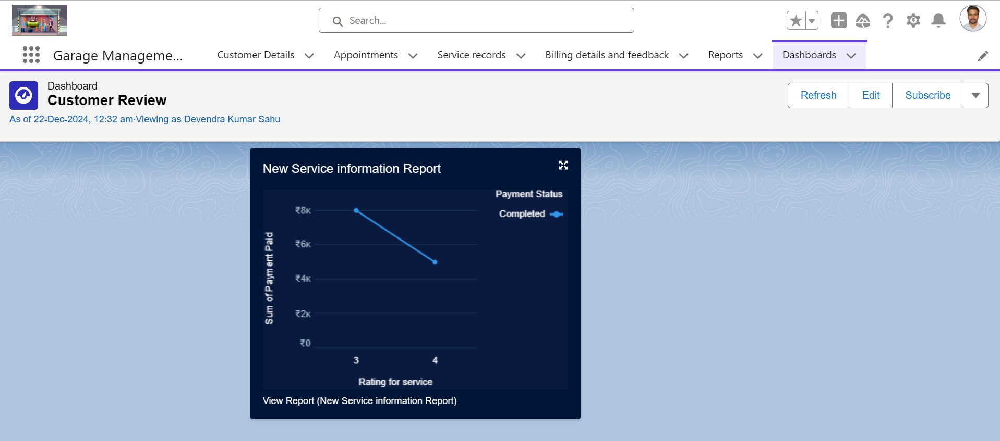 Search...
Garage Manageme...
Customer Details
Appointments
Service records
Billing details and feedback
Reports
Dashboards
Dashboard
Customer Review
As of 22-Dec-2024, 12:32 am·Viewing as Devendra Kumar Sahu
Refresh
Edit
Subscribe
New Service information Report
Payment Status
Completed
Sum of Payment Paid
₹8K
₹6K
₹4K
₹2K
₹0
3
4
Rating for service
View Report (New Service information Report)